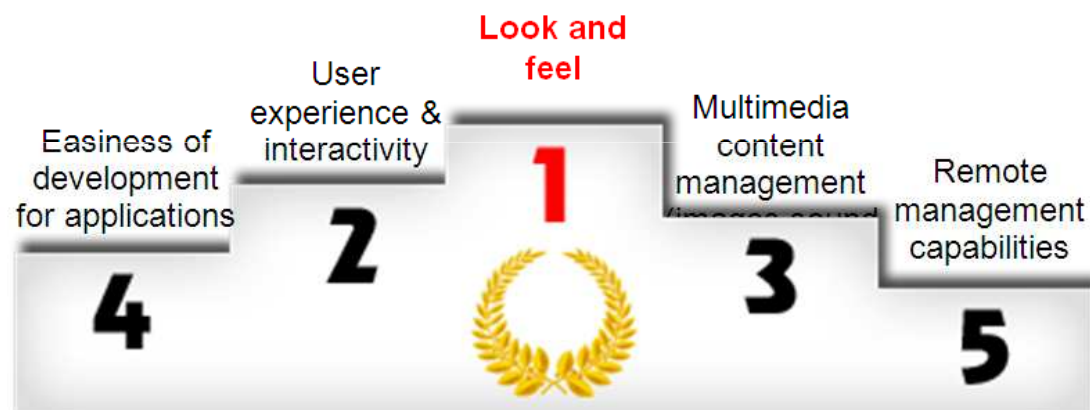 Look and
feel
User
experience &
interactivity
Multimedia
content
management
Easiness of
development
for applications
Remote
management
capabilities
1
2
3
4
5